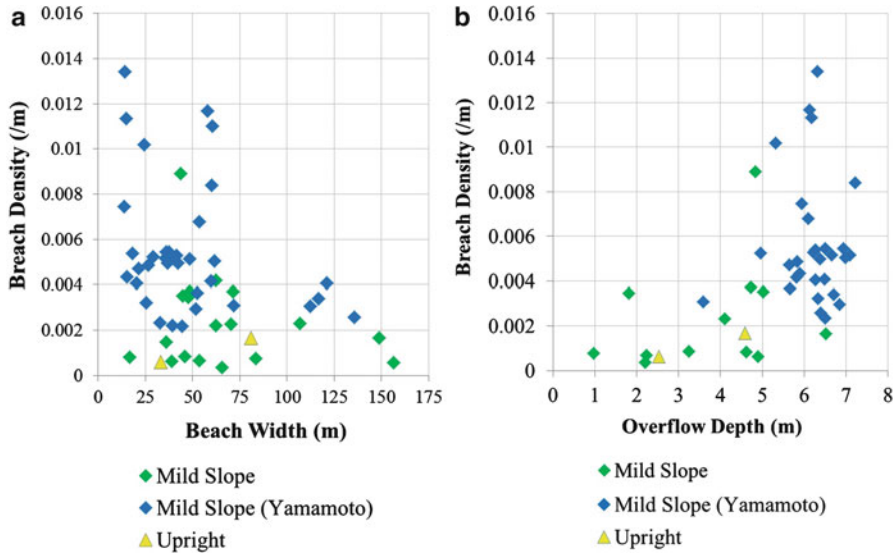 a
0.016
0.014
0.012
0.01
0.008
0.006
0.004
0.002
0
Breach Density (/m)
0 25 50 75 100 125 150 175
Beach Width (m)
Mild Slope
Mild Slope (Yamamoto)
Upright
b
0.016
0.014
0.012
0.01
0.008
0.006
0.004
0.002
0
Breach Density (/m)
0 1 2 3 4 5 6 7 8
Overflow Depth (m)
Mild Slope
Mild Slope (Yamamoto)
Upright